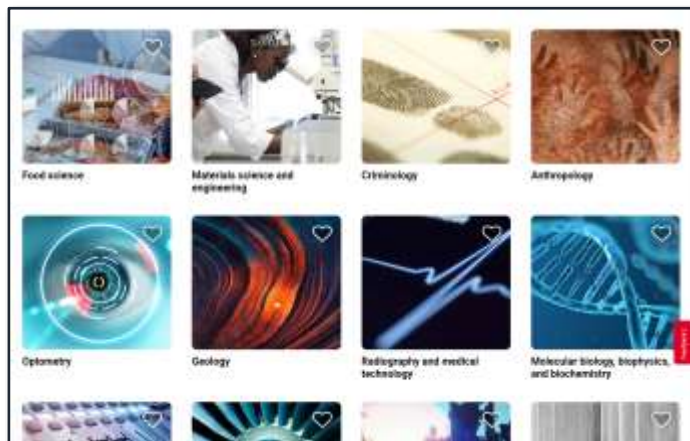 Food science
Materials science and
engineering
Criminology
Anthropology
Optometry
Geology
Radiography and medical
technology
Molecular biology, biophysics,
and biochemistry